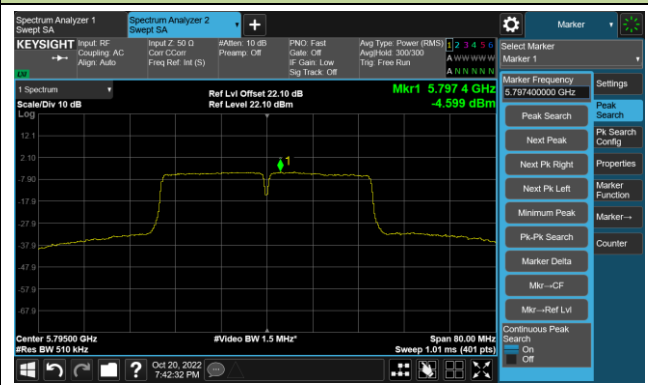 Spectrum Analyzer 1
Swept SA
Spectrum Analyzer 2
Swept SA
+
Marker
KEYSIGHT
Input: RF
Coupling: AC
Align: Auto
Input Z: 50 Ω
Corr CCorr
Freq Ref: Int (S)
#Atten: 10 dB
Preamp: Off
PNO: Fast
Gate: Off
IF Gain: Low
Sig Track: Off
Avg Type: Power (RMS)
Avg|Hold: 300/300
Trig: Free Run
1 2 3 4 5 6
A W W W W W
A N N N N N
Select Marker
Marker 1
1 Spectrum
Scale/Div 10 dB
Log
Ref Lvl Offset 22.10 dB
Ref Level 22.10 dBm
Mkr1 5.797 4 GHz
-4.599 dBm
12.1
2.10
-7.90
-17.9
-27.9
-37.9
-47.9
-57.9
-67.9
1
Center 5.79500 GHz
#Res BW 510 kHz
#Video BW 1.5 MHz*
Span 80.00 MHz
Sweep 1.01 ms (401 pts)
Marker Frequency
5.797400000 GHz
Peak Search
Next Peak
Next Pk Right
Next Pk Left
Minimum Peak
Pk-Pk Search
Marker Delta
Mkr→CF
Mkr→Ref Lvl
Continuous Peak
Search
On
Off
Settings
Peak
Search
Pk Search
Config
Properties
Marker
Function
Marker→
Counter
?
Oct 20, 2022
7:42:32 PM